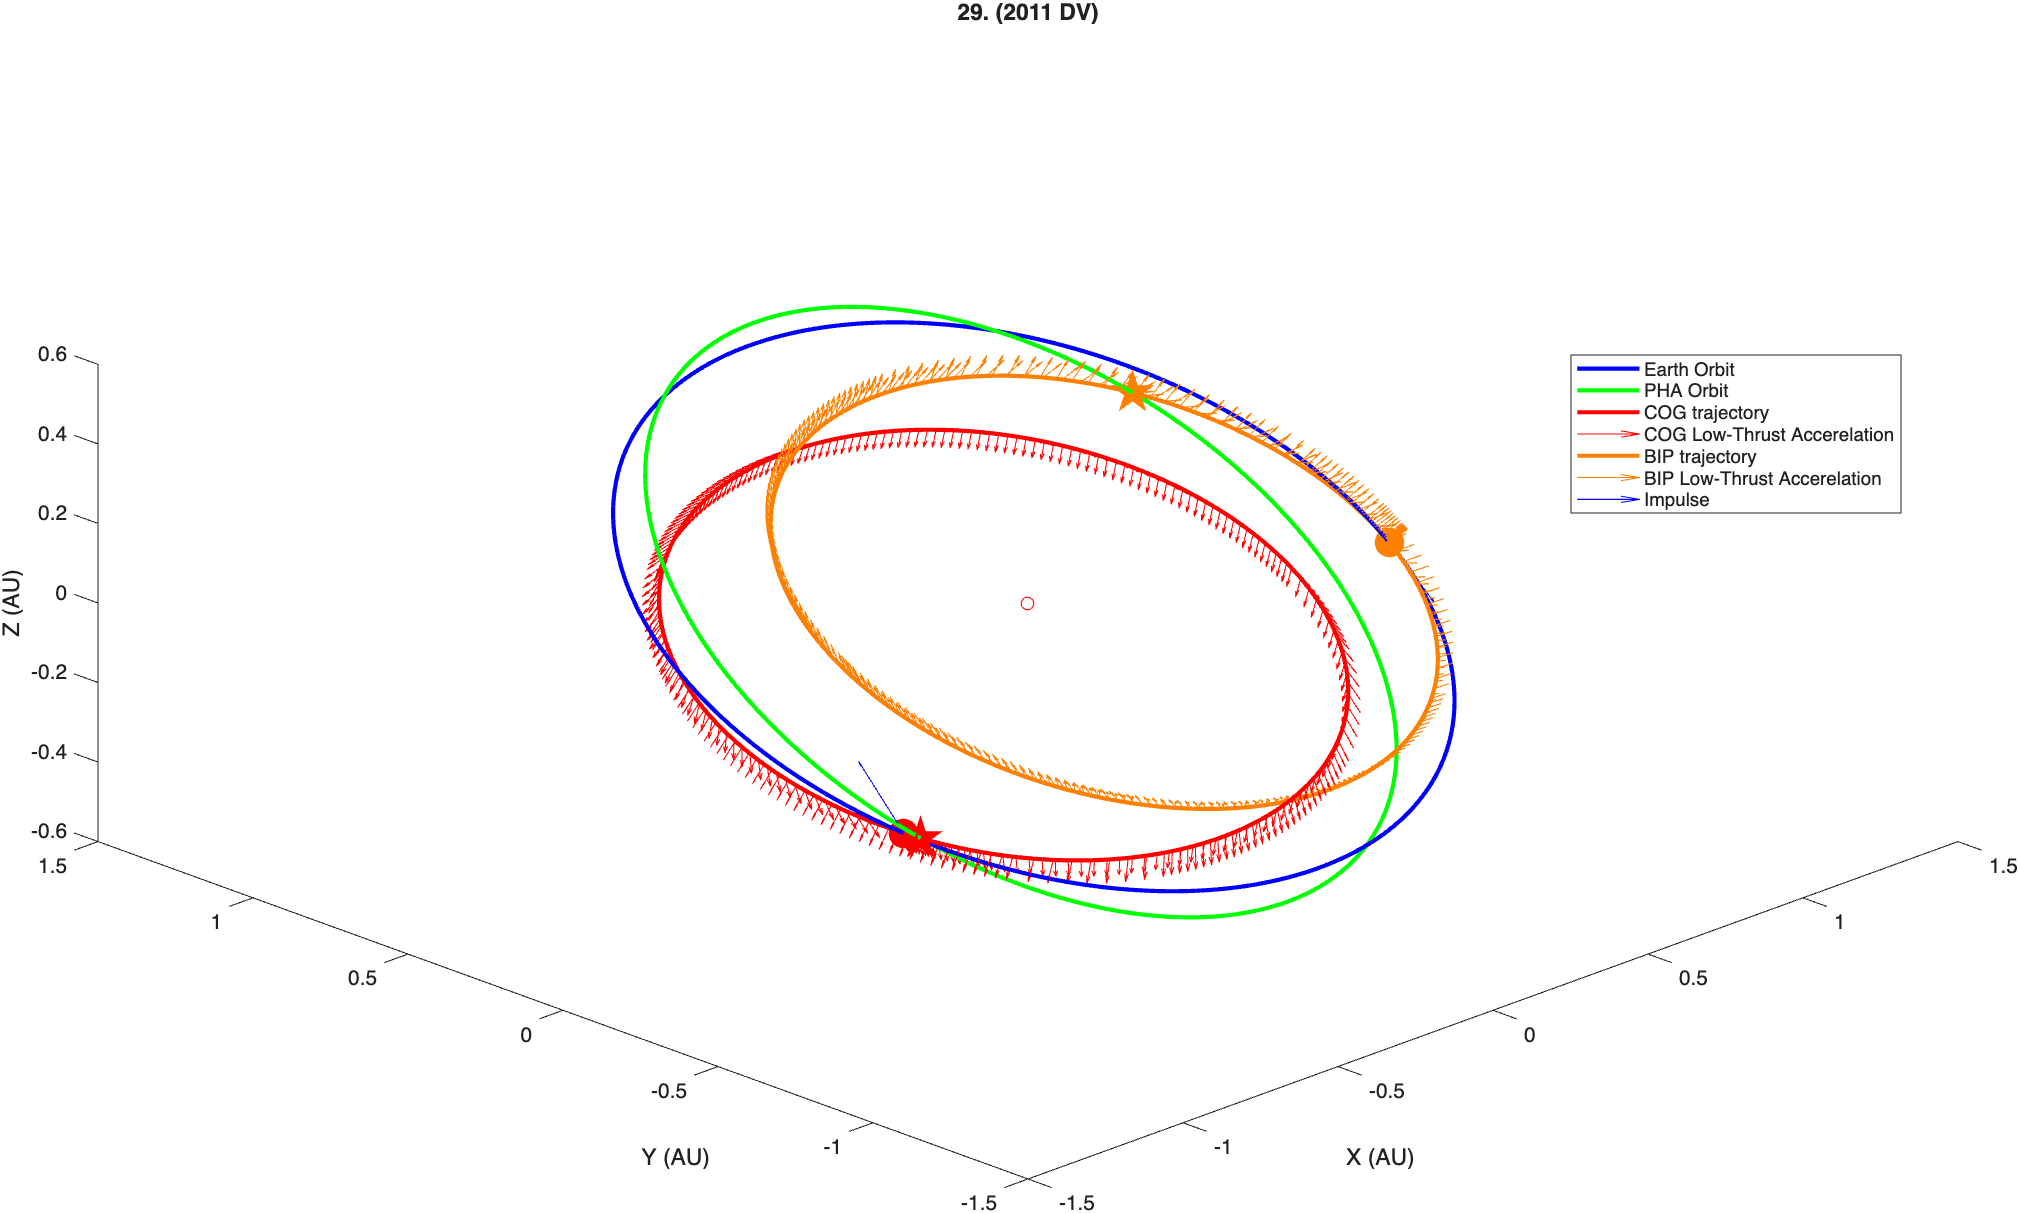 29. (2011 DV)
Earth Orbit
PHA Orbit
COG trajectory
COG Low-Thrust Accerelation
BIP trajectory
BIP Low-Thrust Accerelation
Impulse
Z (AU)
0.6
0.4
0.2
0
-0.2
-0.4
-0.6
1.5
1
0.5
0
-0.5
-1
-1.5
Y (AU)
-1.5
-1
-0.5
0
0.5
1
1.5
X (AU)